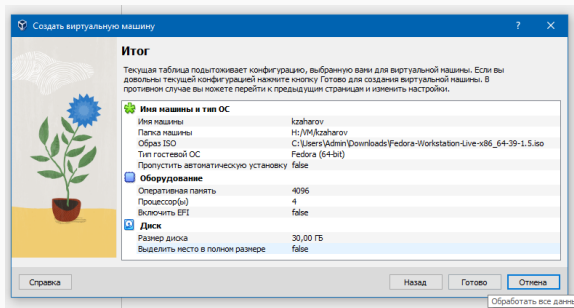 Создать виртуальную машину
Итог
Текущая таблица подытоживает конфигурацию, выбранную вами для виртуальной машины. Если вы
довольны текущей конфигурацией нажмите кнопку Готово для создания виртуальной машины. В
противном случае вы можете перейти к предыдущим страницам и изменить настройки.
Имя машины и тип ОС
Имя машины kzaharov
Папка машины H:/VM/kzaharov
Образ ISO C:\Users\Admin\Downloads\Fedora-Workstation-Live-x86_64-39-1.5.iso
Тип гостевой ОС Fedora (64-bit)
Пропустить автоматическую установку false
Оборудование
Оперативная память 4096
Процессор(ы) 4
Включить EFI false
Диск
Размер диска 30,00 ГБ
Выделить место в полном размере false
Справка Назад Готово Отмена
Обработать все данн